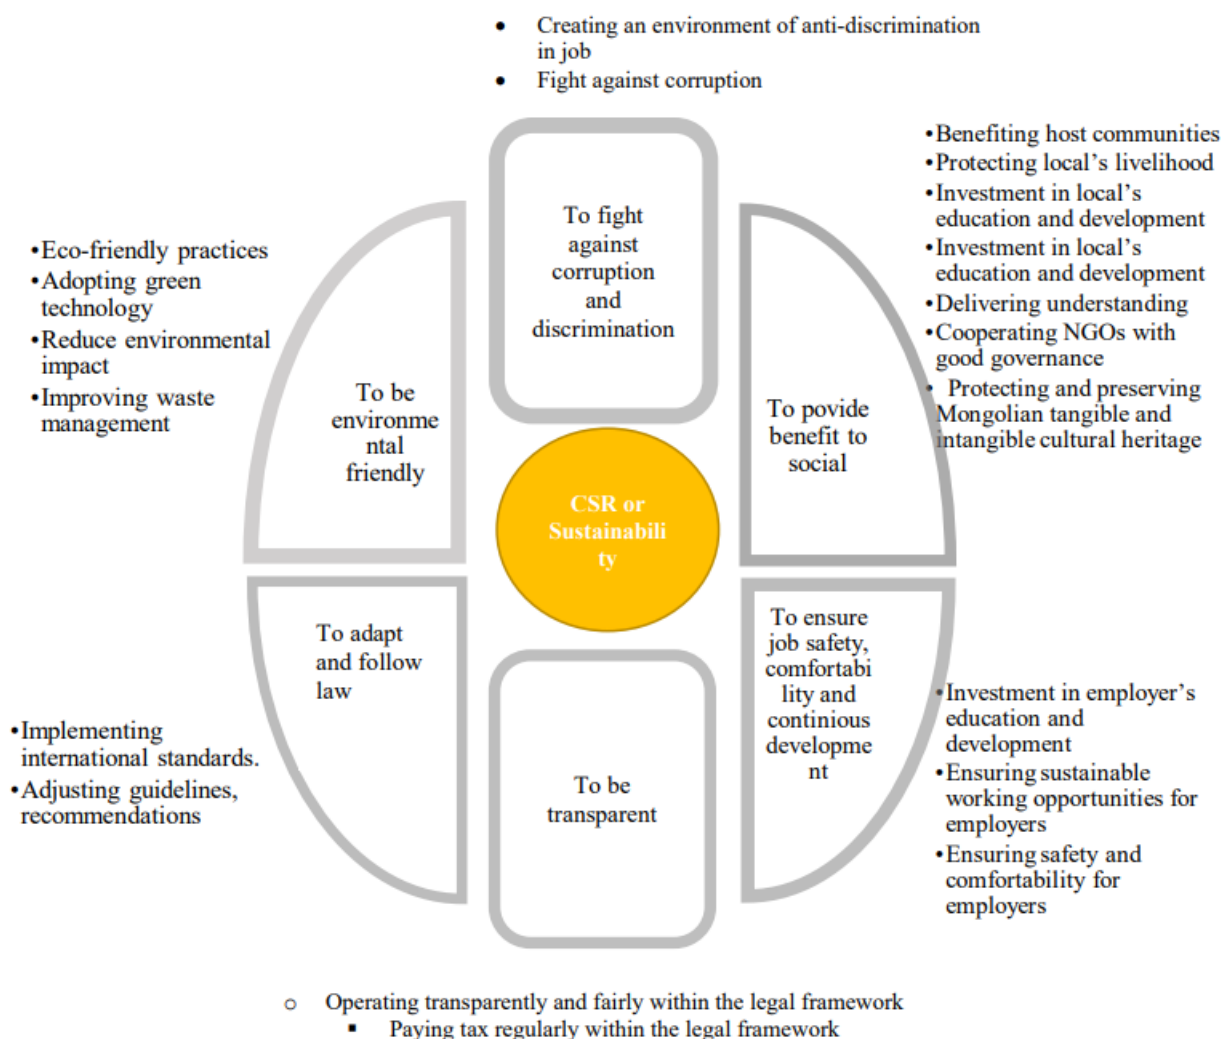 • Creating an environment of anti-discrimination
in job
• Fight against corruption
To fight
against
corruption
and
discrimination
•Benefiting host communities
•Protecting local’s livelihood
•Investment in local’s
education and development
•Investment in local’s
education and development
•Delivering understanding
•Cooperating NGOs with
good governance
• Protecting and preserving
Mongolian tangible and
intangible cultural heritage
•Eco-friendly practices
•Adopting green
technology
•Reduce environmental
impact
•Improving waste
management
To be
environme
ntal
friendly
To povide
benefit to
social
CSR or
Sustainabili
ty
To adapt
and follow
law
To ensure
job safety,
comfortabi
lity and
continious
developme
nt
•Implementing
international standards.
•Adjusting guidelines,
recommendations
To be
transparent
•Investment in employer’s
education and
development
•Ensuring sustainable
working opportunities for
employers
•Ensuring safety and
comfortability for
employers
o Operating transparently and fairly within the legal framework
▪ Paying tax regularly within the legal framework